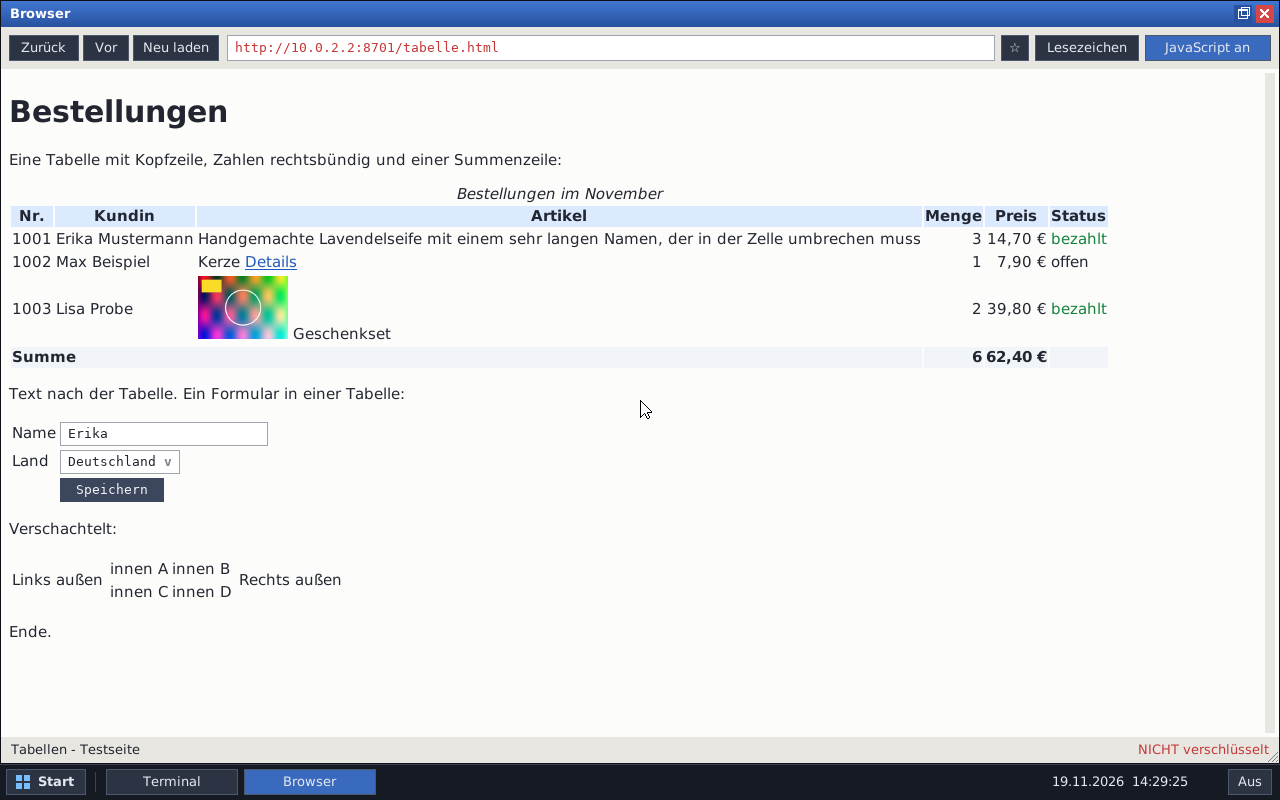 Browser
Zurück Vor Neu laden http://10.0.2.2:8701/tabelle.html ☆ Lesezeichen JavaScript an
Bestellungen
Eine Tabelle mit Kopfzeile, Zahlen rechtsbündig und einer Summenzeile:
Bestellungen im November
Nr. Kundin Artikel Menge Preis Status
1001 Erika Mustermann Handgemachte Lavendelseife mit einem sehr langen Namen, der in der Zelle umbrechen muss 3 14,70 € bezahlt
1002 Max Beispiel Kerze Details 1 7,90 € offen
1003 Lisa Probe Geschenkset 2 39,80 € bezahlt
Summe 6 62,40 €
Text nach der Tabelle. Ein Formular in einer Tabelle:
Name Erika
Land Deutschland v
Speichern
Verschachtelt:
Links außen innen A innen B Rechts außen
innen C innen D
Ende.
Tabellen - Testseite NICHT verschlüsselt
Start Terminal Browser 19.11.2026 14:29:25 Aus